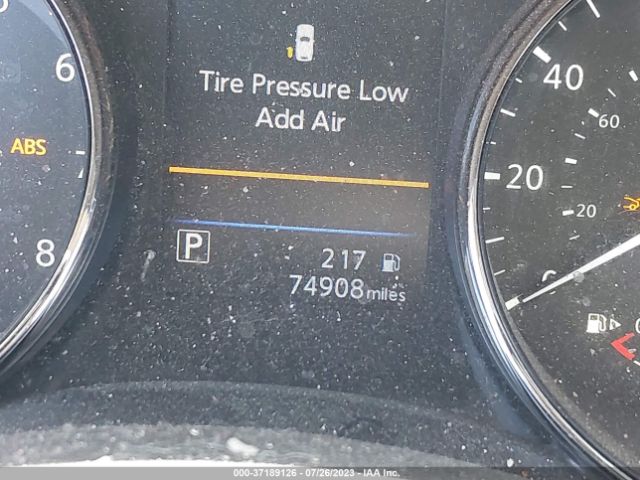 6
ABS
8
Tire Pressure Low
Add Air
P
217
74908 miles
40
60
20
20
000-37189126 - 07/26/2023 - IAA Inc.